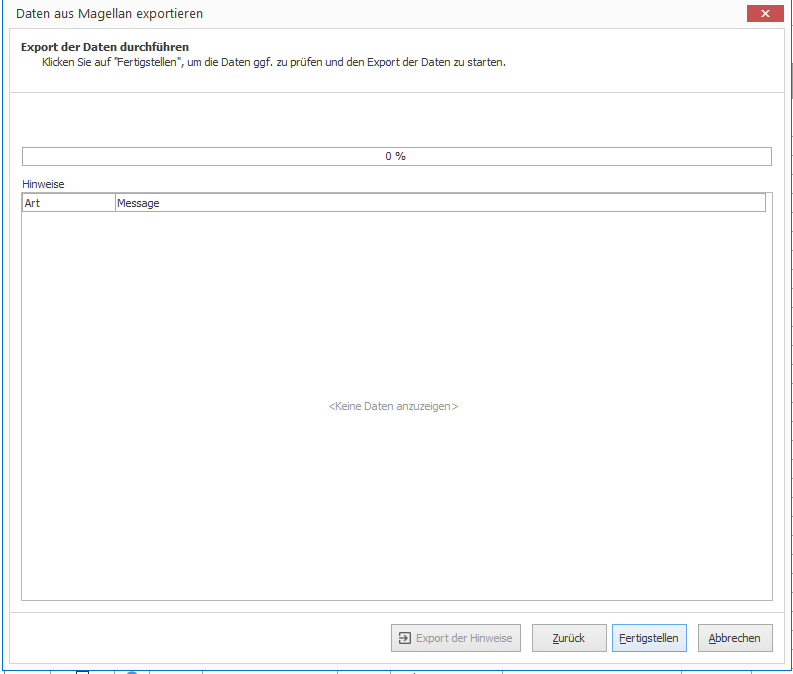 Daten aus Magellan exportieren
Export der Daten durchführen
Klicken Sie auf "Fertigstellen", um die Daten ggf. zu prüfen und den Export der Daten zu starten.
0 %
Hinweise
Art Message
<Keine Daten anzuzeigen>
Export der Hinweise Zurück Fertigstellen Abbrechen